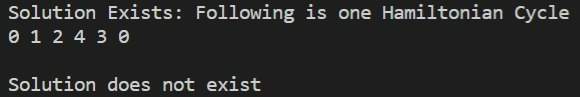 Solution Exists: Following is one Hamiltonian Cycle
0 1 2 4 3 0
Solution does not exist